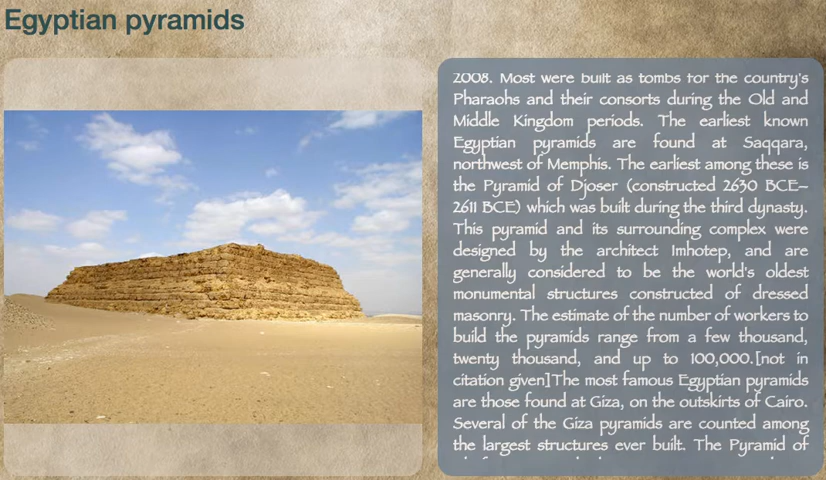 Egyptian pyramids
2008. Most were built as tombs for the country's
Pharaohs and their consorts during the Old and
Middle Kingdom periods. The earliest known
Egyptian pyramids are found at Saqqara,
northwest of Memphis. The earliest among these is
the Pyramid of Djoser (constructed 2630 BCE–
2611 BCE) which was built during the third dynasty.
This pyramid and its surrounding complex were
designed by the architect Imhotep, and are
generally considered to be the world's oldest
monumental structures constructed of dressed
masonry. The estimate of the number of workers to
build the pyramids range from a few thousand,
twenty thousand, and up to 100,000.[not in
citation given]The most famous Egyptian pyramids
are those found at Giza, on the outskirts of Cairo.
Several of the Giza pyramids are counted among
the largest structures ever built. The Pyramid of